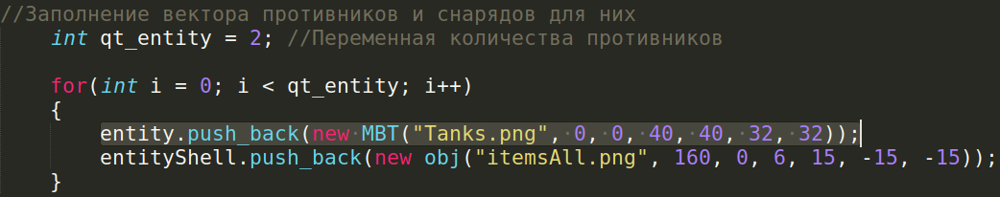 //Заполнение вектора противников и снарядов для них
int qt_entity = 2; //Переменная количества противников
for(int i = 0; i < qt_entity; i++)
{
entity.push_back(new MBT("Tanks.png", 0, 0, 40, 40, 32, 32));
entityShell.push_back(new obj("itemsAll.png", 160, 0, 6, 15, -15, -15));
}